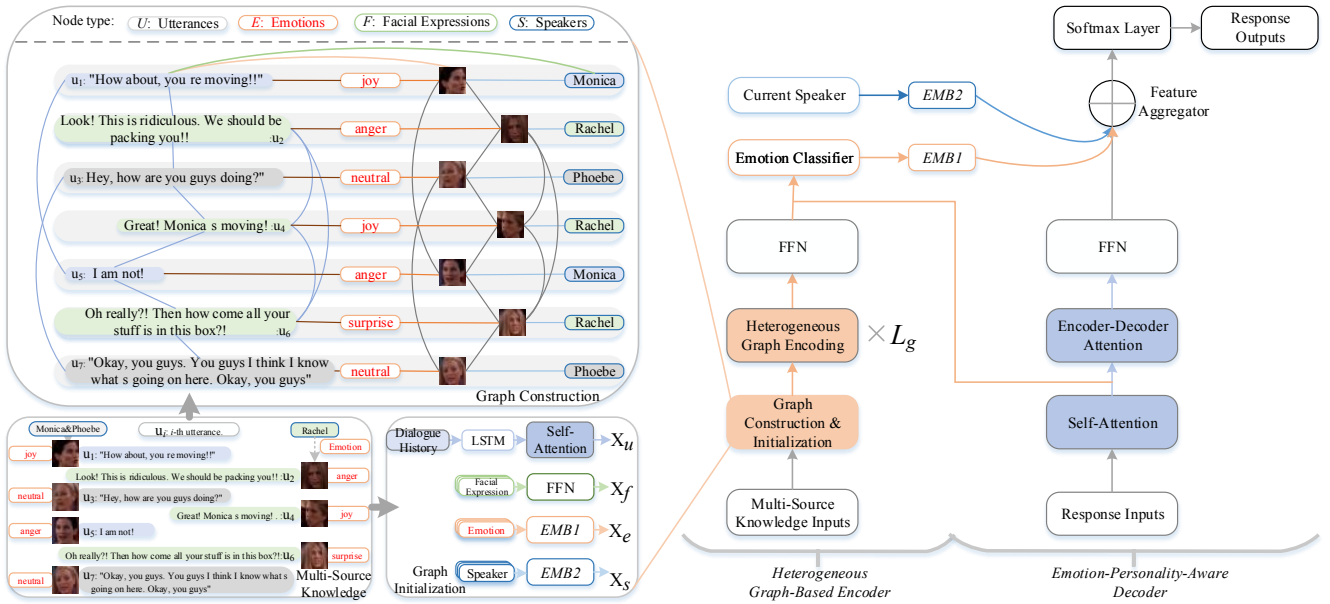 Node type:
U: Utterances
E: Emotions
F: Facial Expressions
S: Speakers
u1: "How about, you re moving!!"
joy
Monica
Look! This is ridiculous. We should be
packing you!! :u2
anger
Rachel
u3: Hey, how are you guys doing?"
neutral
Phoebe
Great! Monica s moving! :u4
joy
Rachel
u5: I am not!
anger
Monica
Oh really?! Then how come all your
stuff is in this box?! :u6
surprise
Rachel
u7: "Okay, you guys. You guys I think I know
what s going on here. Okay, you guys"
neutral
Phoebe
Graph Construction
Monica&Phoebe
ui: i-th utterance.
Rachel
Emotion
joy
u1: "How about, you re moving!!"
Look! This is ridiculous. We should be packing you!! :u2
anger
neutral
u3: "Hey, how are you guys doing?"
Great! Monica s moving! . :u4
joy
anger
u5: I am not!
Oh really?! Then how come all your stuff is in this box?!:u6
surprise
neutral
u7: "Okay, you guys. You guys I think I know what s
going on here. Okay, you guys"
Multi-Source
Knowledge
Dialogue
History
LSTM
Self-
Attention
Xu
Facial
Expression
FFN
Xf
Emotion
EMB1
Xe
Speaker
EMB2
Xs
Graph
Initialization
Softmax Layer
Response
Outputs
Current Speaker
EMB2
Feature
Aggregator
Emotion Classifier
EMB1
FFN
FFN
Heterogeneous
Graph Encoding
× Lg
Encoder-Decoder
Attention
Graph
Construction &
Initialization
Self-Attention
Multi-Source
Knowledge Inputs
Response Inputs
Heterogeneous
Graph-Based Encoder
Emotion-Personality-Aware
Decoder